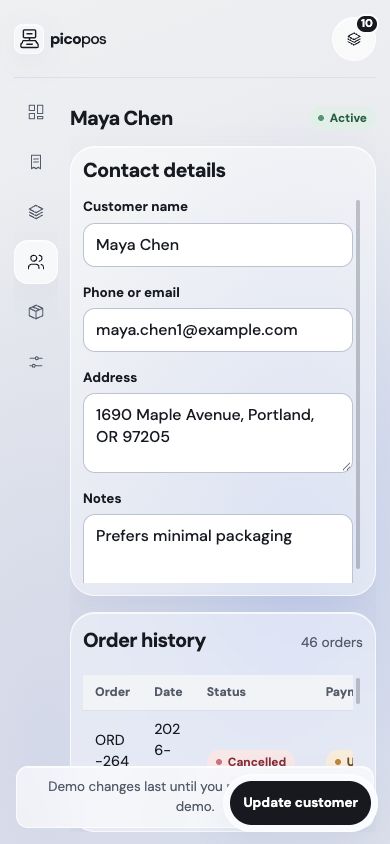 picopos
10
Maya Chen
Active
Contact details
Customer name
Maya Chen
Phone or email
maya.chen1@example.com
Address
1690 Maple Avenue, Portland,
OR 97205
Notes
Prefers minimal packaging
Order history
46 orders
Order Date Status
ORD
-264
202
6-
Cancelled
Demo changes last until you
demo.
Update customer